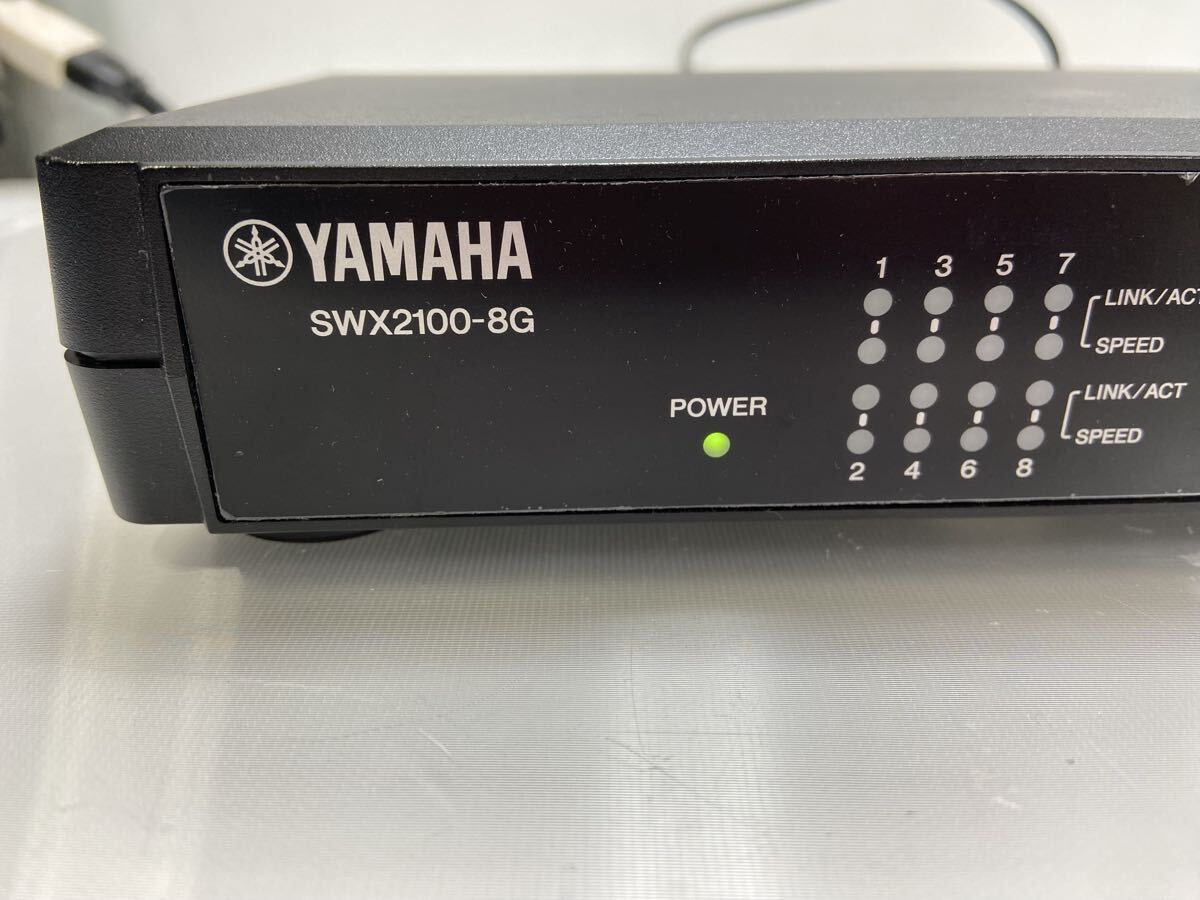 YAMAHA
SWX2100-8G
POWER
1 3 5 7
LINK/ACT
SPEED
LINK/ACT
SPEED
2 4 6 8